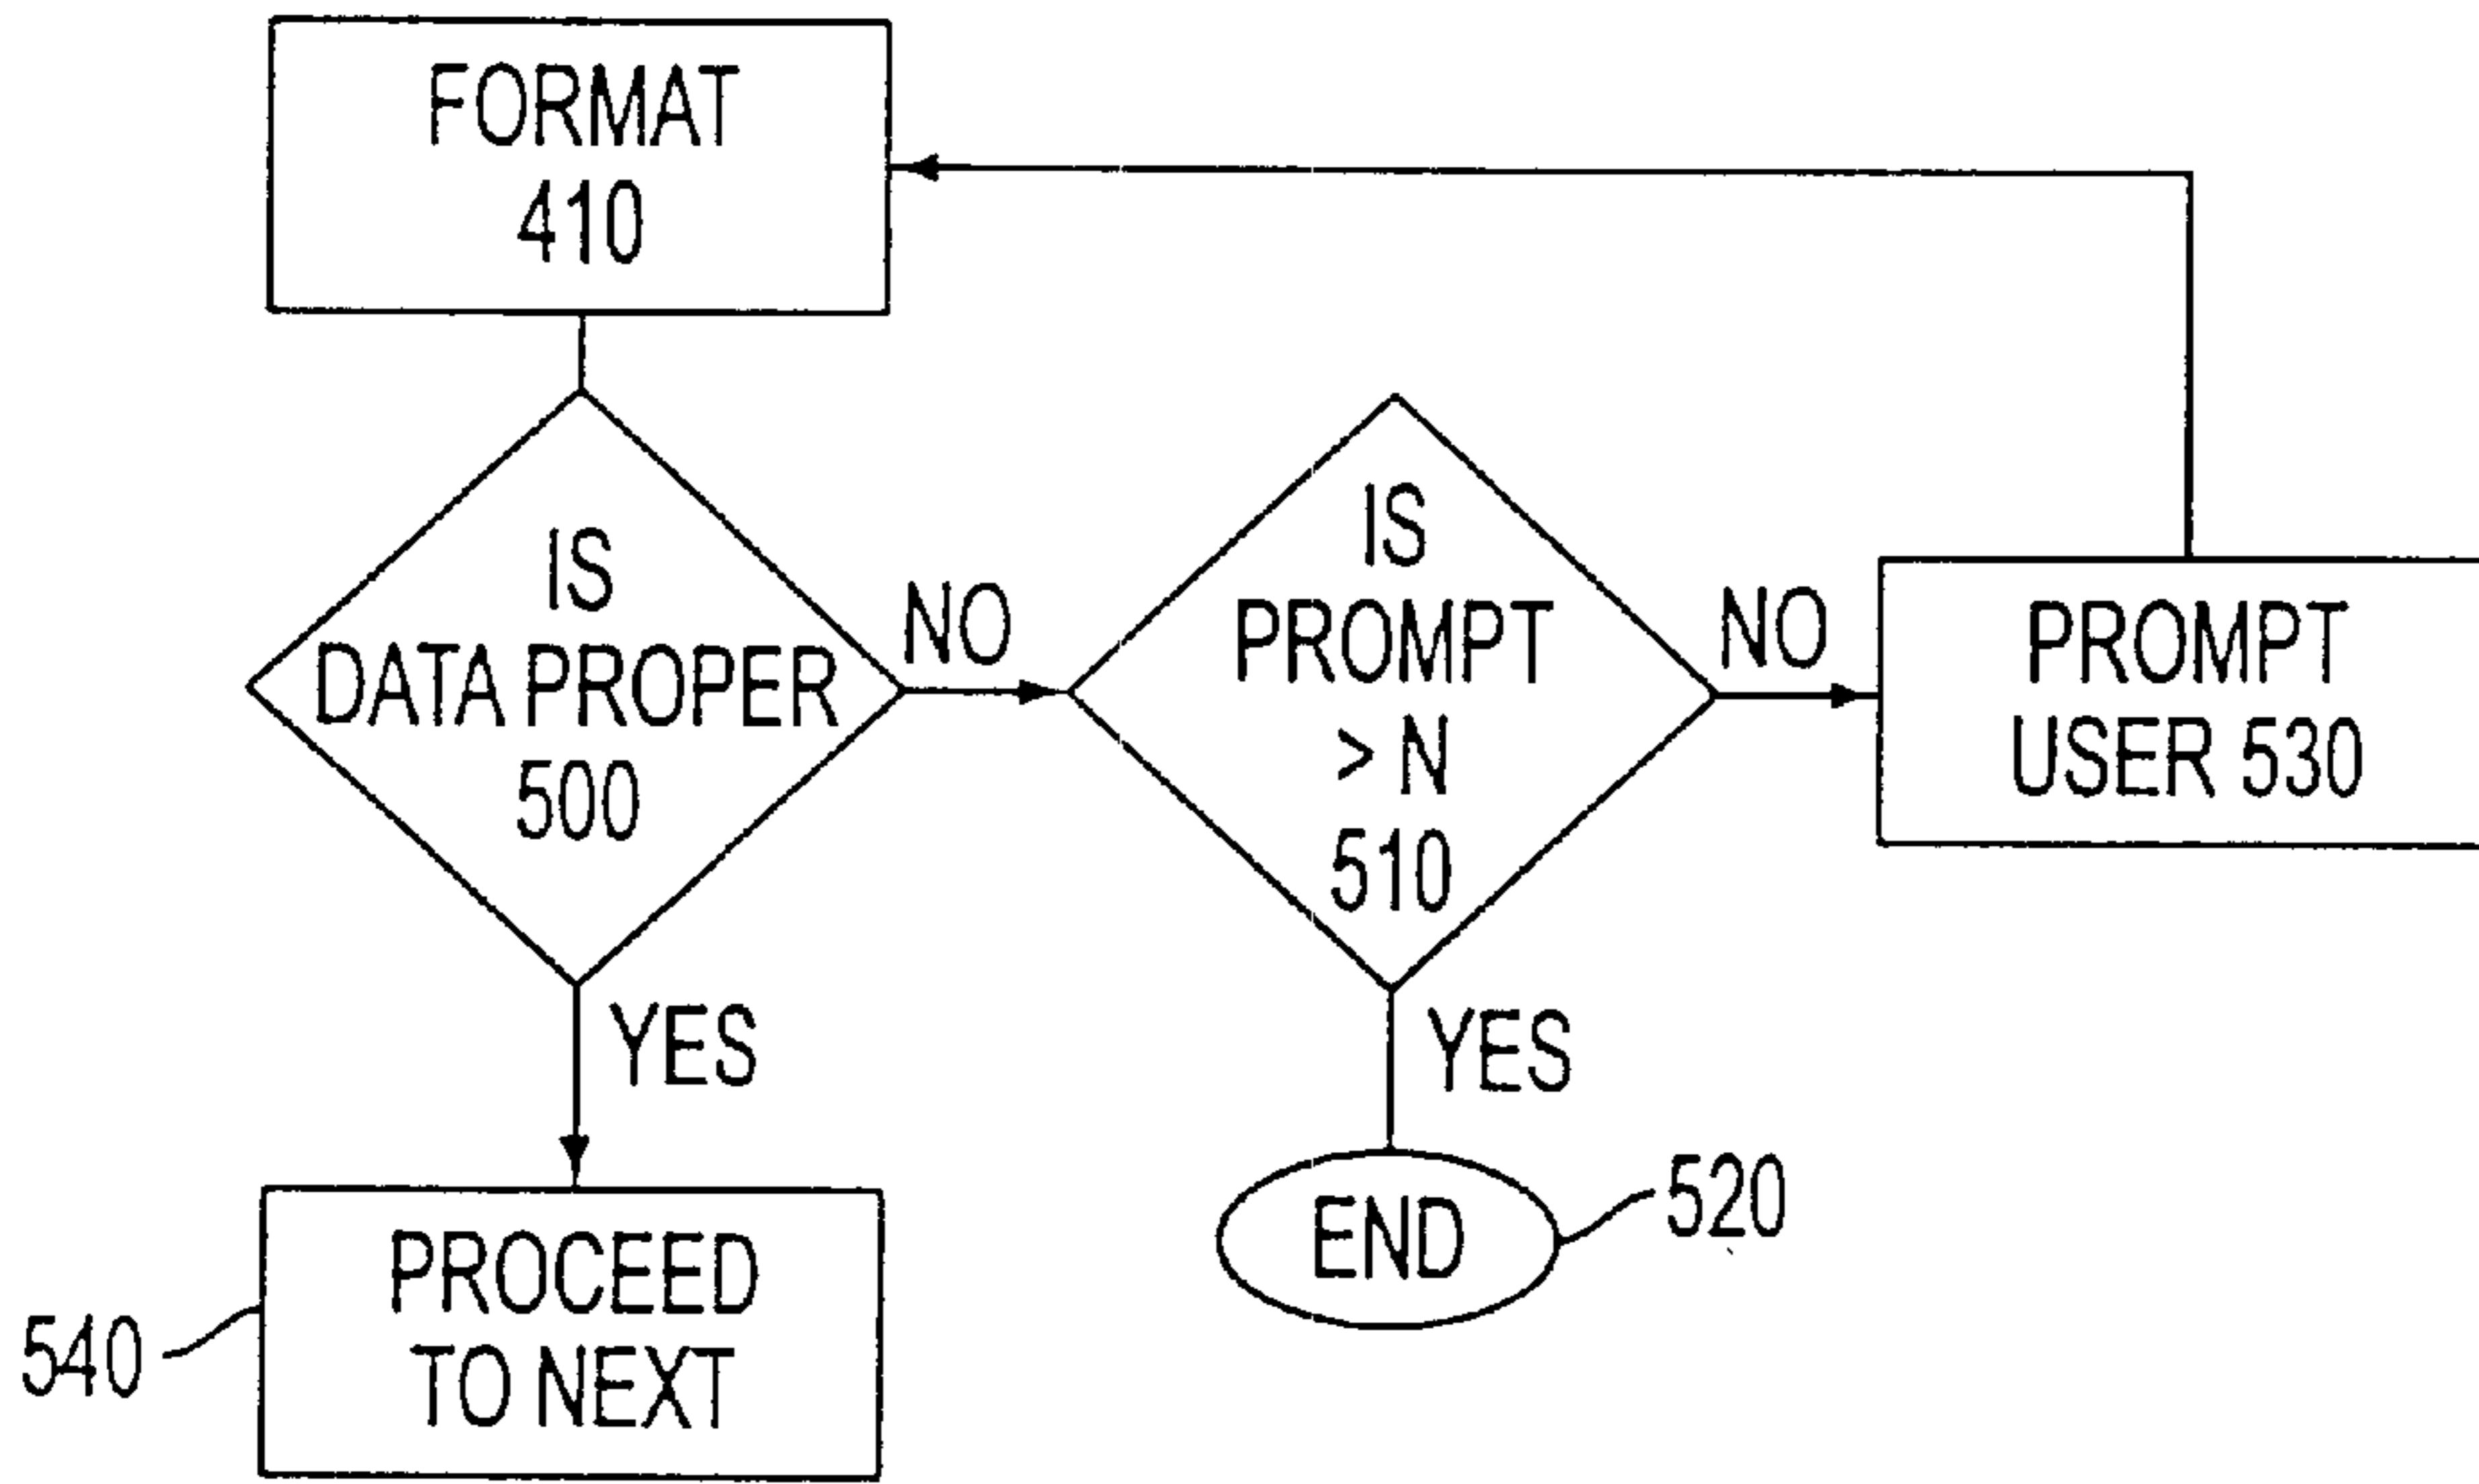 FORMAT
410
IS
DATA PROPER
500
NO
IS
PROMPT
> N
510
NO
PROMPT
USER 530
YES
YES
PROCEED
TO NEXT
540
END
520